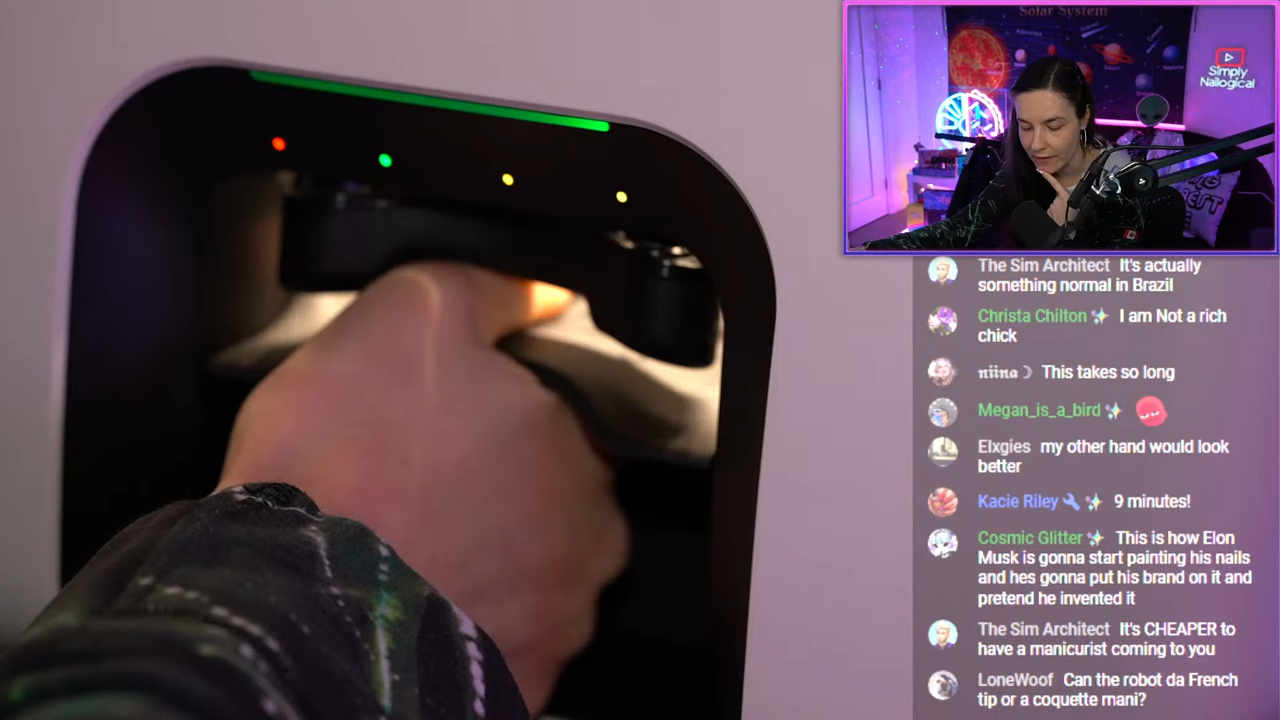 Solar System
Simply
Nailogical
The Sim Architect It's actually
something normal in Brazil
Christa Chilton I am Not a rich
chick
niina This takes so long
Megan_is_a_bird
Elxgies my other hand would look
better
Kacie Riley 9 minutes!
Cosmic Glitter This is how Elon
Musk is gonna start painting his nails
and hes gonna put his brand on it and
pretend he invented it
The Sim Architect It's CHEAPER to
have a manicurist coming to you
LoneWoof Can the robot da French
tip or a coquette mani?